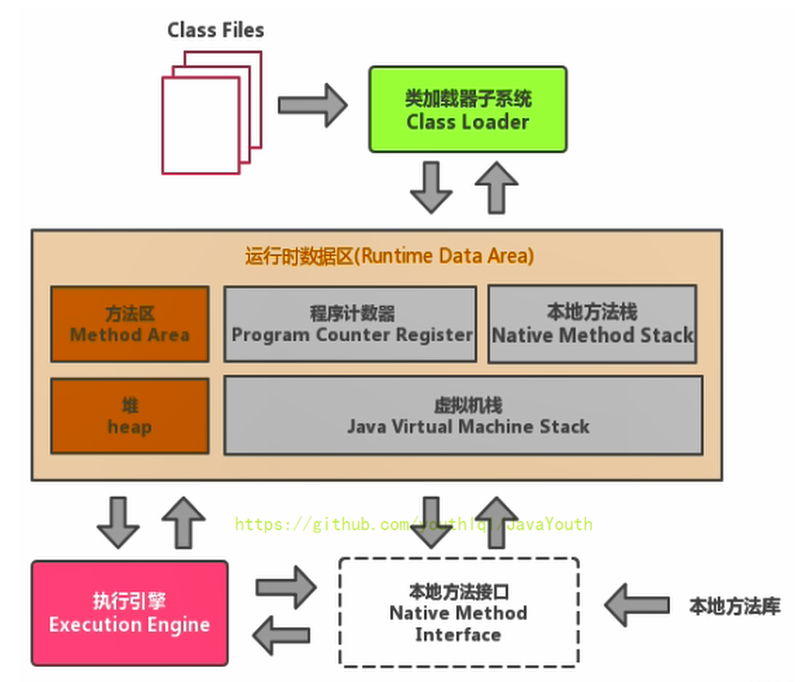 Class Files
类加载器子系统
Class Loader
运行时数据区(Runtime Data Area)
方法区
Method Area
程序计数器
Program Counter Register
本地方法栈
Native Method Stack
堆
heap
虚拟机栈
Java Virtual Machine Stack
https://github.com/youthlql/JavaYouth
执行引擎
Execution Engine
本地方法接口
Native Method
Interface
本地方法库